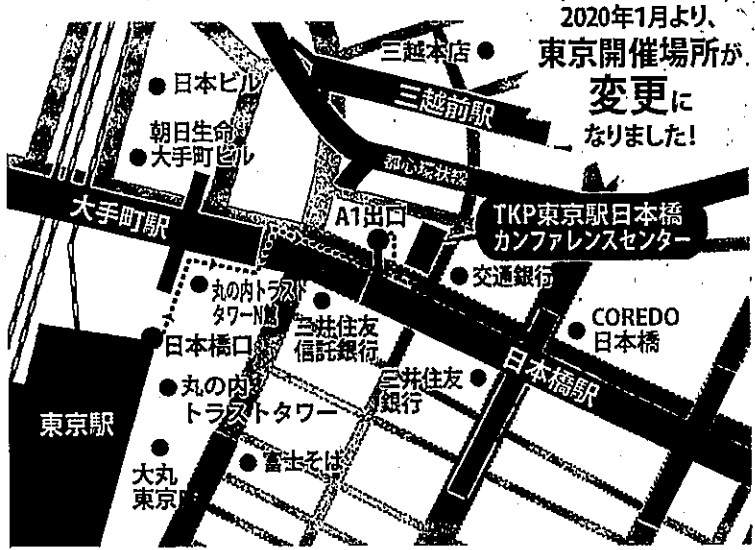 2020年1月より、
東京開催場所が
変更に
なりました!
三越本店
日本ビル
三越前駅
朝日生命
大手町ビル
都心環状線
大手町駅
A1出口
TKP東京駅日本橋
カンファレンスセンター
交通銀行
丸の内トラスト
タワーN館
三井住友
信託銀行
COREDO
日本橋
日本橋口
日本橋駅
三井住友
銀行
丸の内
トラストタワー
東京駅
富士そば
大丸
東京店